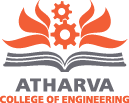 ATHARVA
COLLEGE OF ENGINEERING